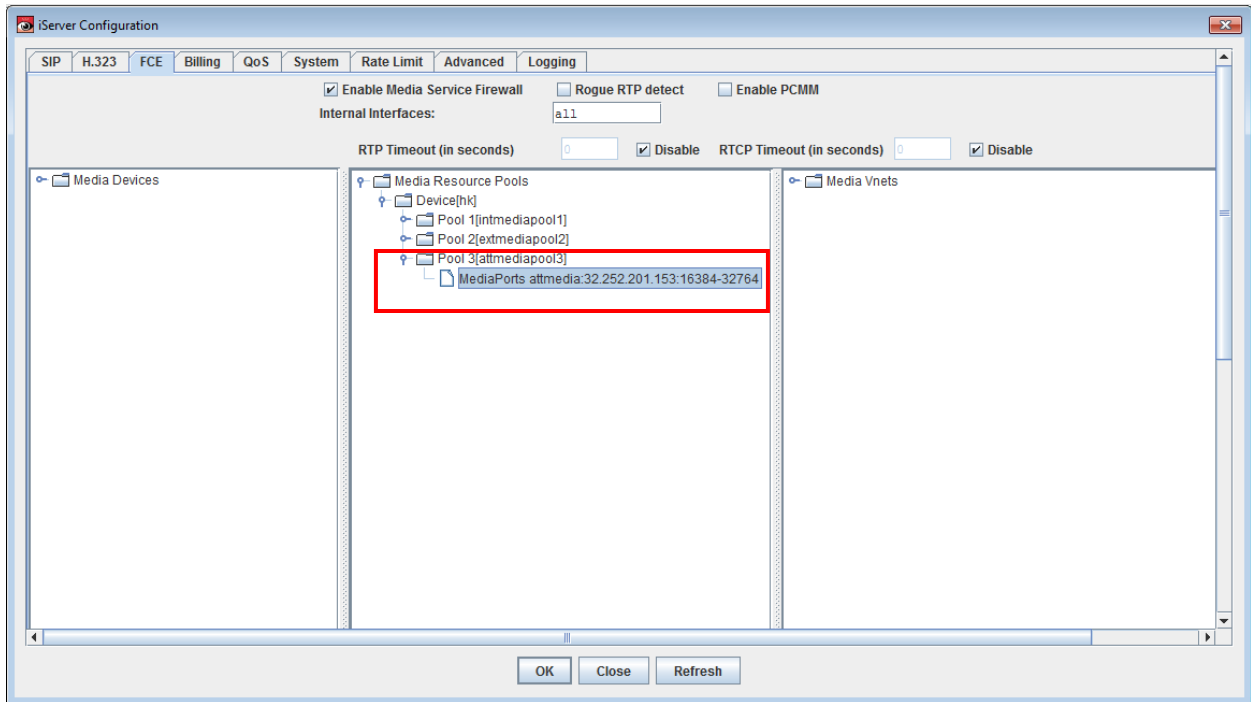 iServer Configuration
SIP H.323 FCE Billing QoS System Rate Limit Advanced Logging
Enable Media Service Firewall Rogue RTP detect Enable PCMM
Internal Interfaces: all
RTP Timeout (in seconds) 0 Disable RTCP Timeout (in seconds) 0 Disable
Media Devices
Media Resource Pools
Device[hk]
Pool 1[intmediapool1]
Pool 2[extmediapool2]
Pool 3[attmediapool3]
MediaPorts attmedia:32.252.201.153:16384-32764
Media Vnets
OK Close Refresh